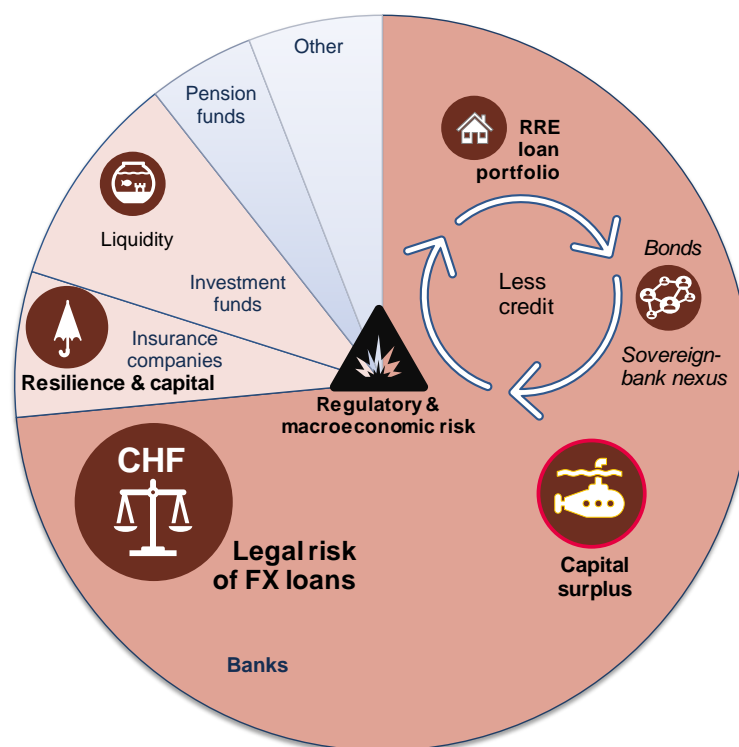 Other
Pension
funds
RRE
loan
portfolio
Liquidity
Bonds
Less
credit
Investment
funds
Insurance
companies
Resilience & capital
Sovereign-
bank nexus
Regulatory &
macroeconomic risk
CHF
Legal risk
of FX loans
Capital
surplus
Banks